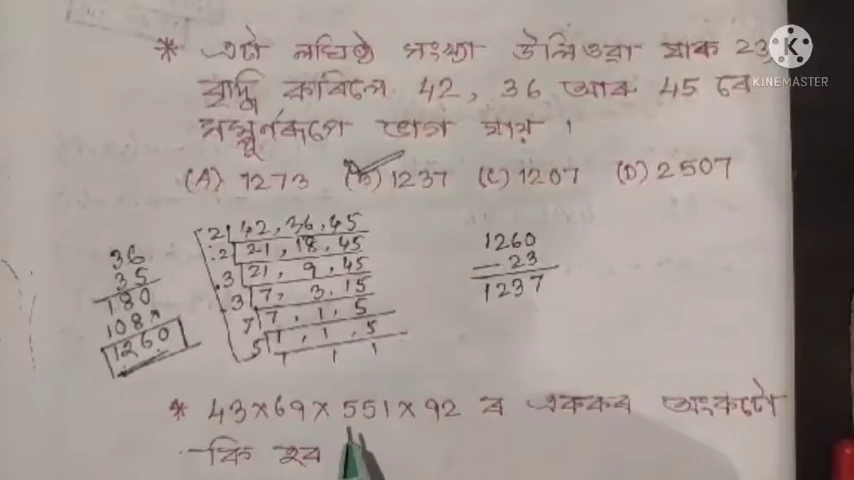 * এটা লঘিষ্ঠ সংখ্যা উলিওৱা যাক 23
K
KINEMASTER
বৃদ্ধি কৰিলে 42, 36 আৰু 45 ৰে
সম্পূৰ্নৰূপে ভাগ যায় ।
(A) 1273 (B) 1237 (C) 1207 (D) 2507
2 42, 36, 45
2 21, 18, 45
3 21, 9, 45
3 7, 3, 15
7 7, 1, 5
5 1, 1, 5
1 1 1
36
35
180
108×
1260
1260
- 23
1237
* 43×69×551×92 ৰ এককৰ অংকটো
কি হব